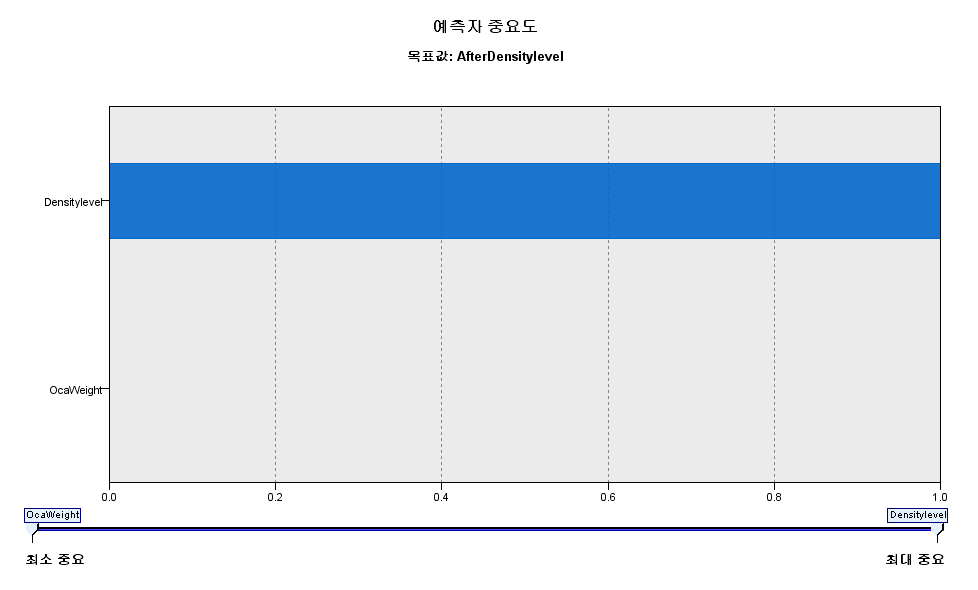 예측자 중요도
목표값: AfterDensitylevel
Densitylevel
OcaWeight
0.0 0.2 0.4 0.6 0.8 1.0
OcaWeight Densitylevel
최소 중요 최대 중요